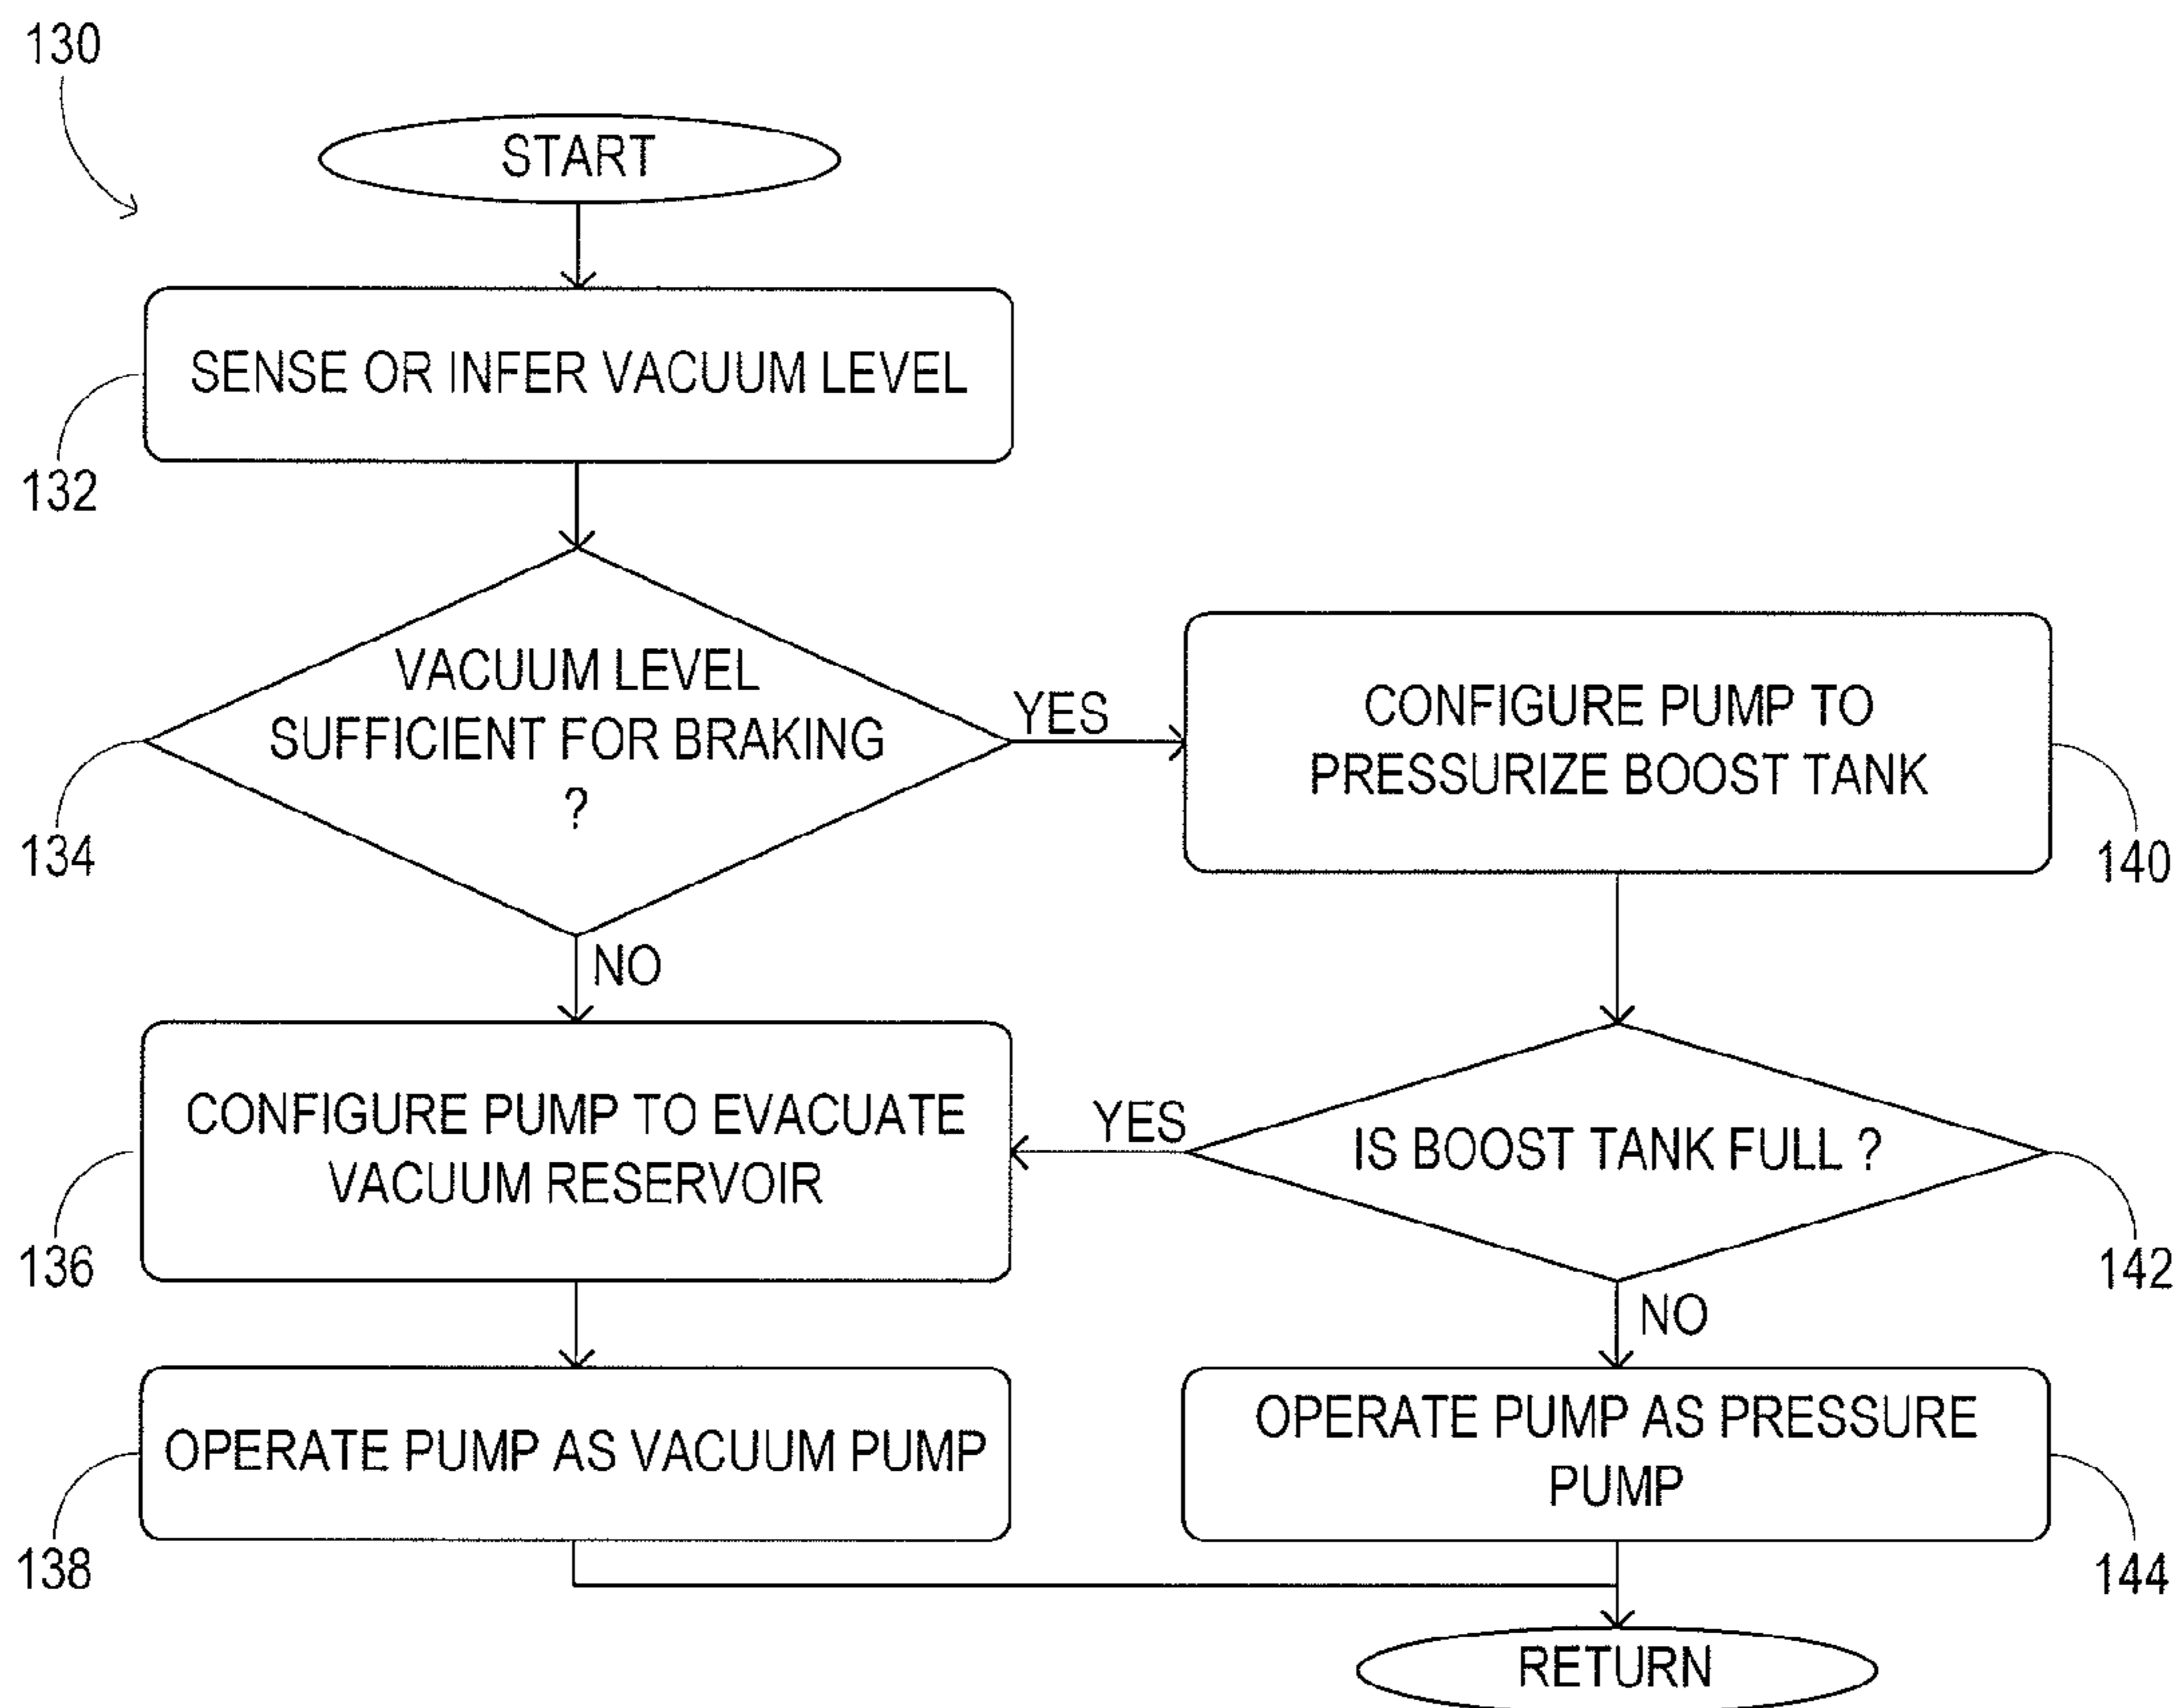 130
START
SENSE OR INFER VACUUM LEVEL
132
VACUUM LEVEL
SUFFICIENT FOR BRAKING
?
134
YES
CONFIGURE PUMP TO
PRESSURIZE BOOST TANK
140
NO
CONFIGURE PUMP TO EVACUATE
VACUUM RESERVOIR
136
YES
IS BOOST TANK FULL ?
142
NO
OPERATE PUMP AS VACUUM PUMP
138
OPERATE PUMP AS PRESSURE
PUMP
144
RETURN